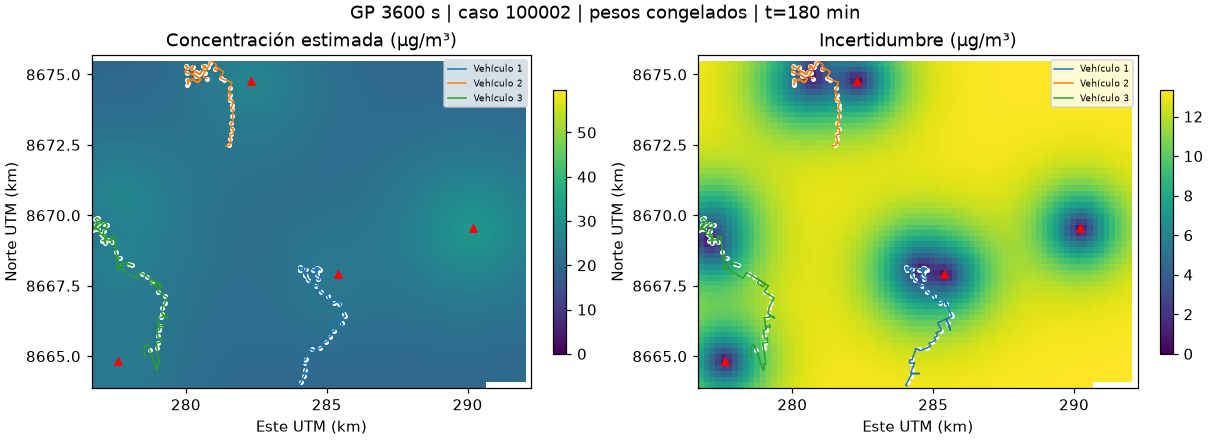 GP 3600 s | caso 100002 | pesos congelados | t=180 min
Concentración estimada (µg/m³)
8675.0
8672.5
8670.0
8667.5
8665.0
Norte UTM (km)
280
285
290
Este UTM (km)
Vehículo 1
Vehículo 2
Vehículo 3
50
40
30
20
10
0
Incertidumbre (µg/m³)
8675.0
8672.5
8670.0
8667.5
8665.0
Norte UTM (km)
280
285
290
Este UTM (km)
Vehículo 1
Vehículo 2
Vehículo 3
12
10
8
6
4
2
0